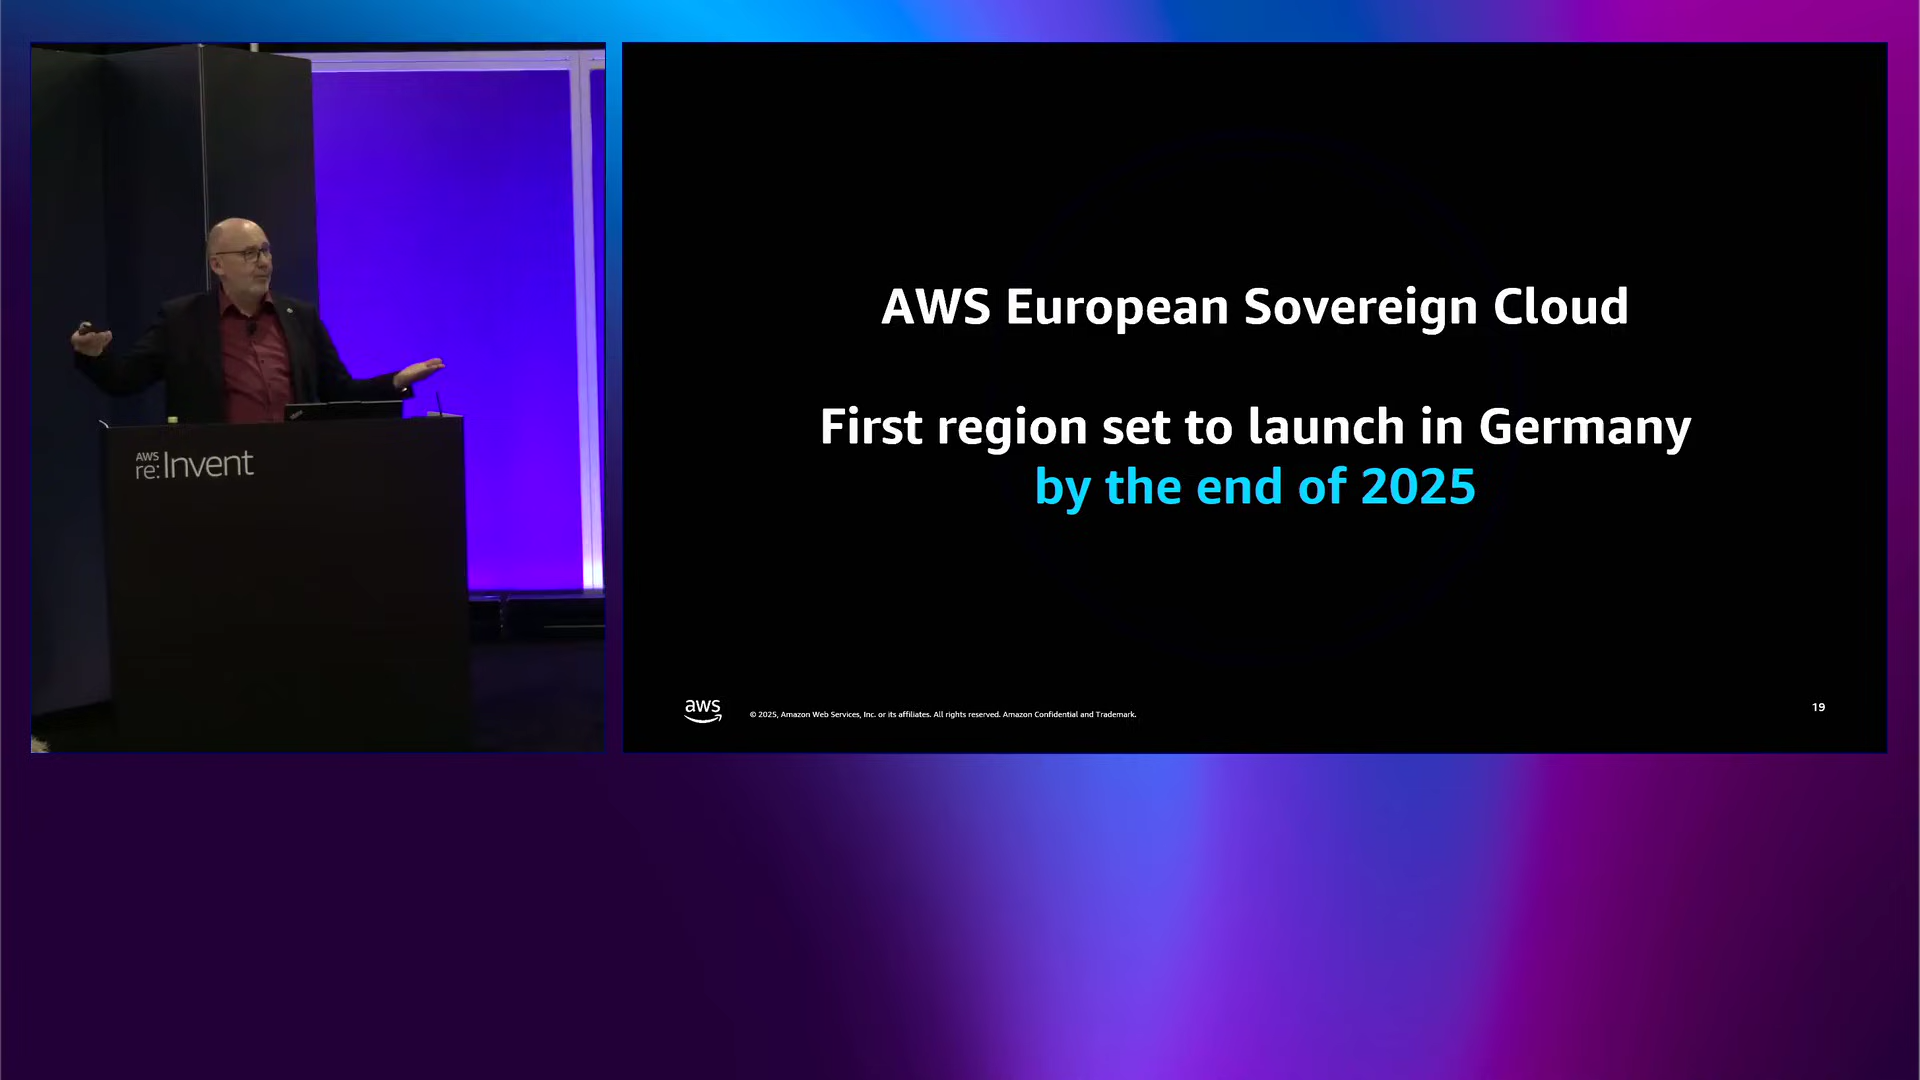 AWS
re:Invent
AWS European Sovereign Cloud
First region set to launch in Germany
by the end of 2025
aws
© 2025, Amazon Web Services, Inc. or its affiliates. All rights reserved. Amazon Confidential and Trademark.
19